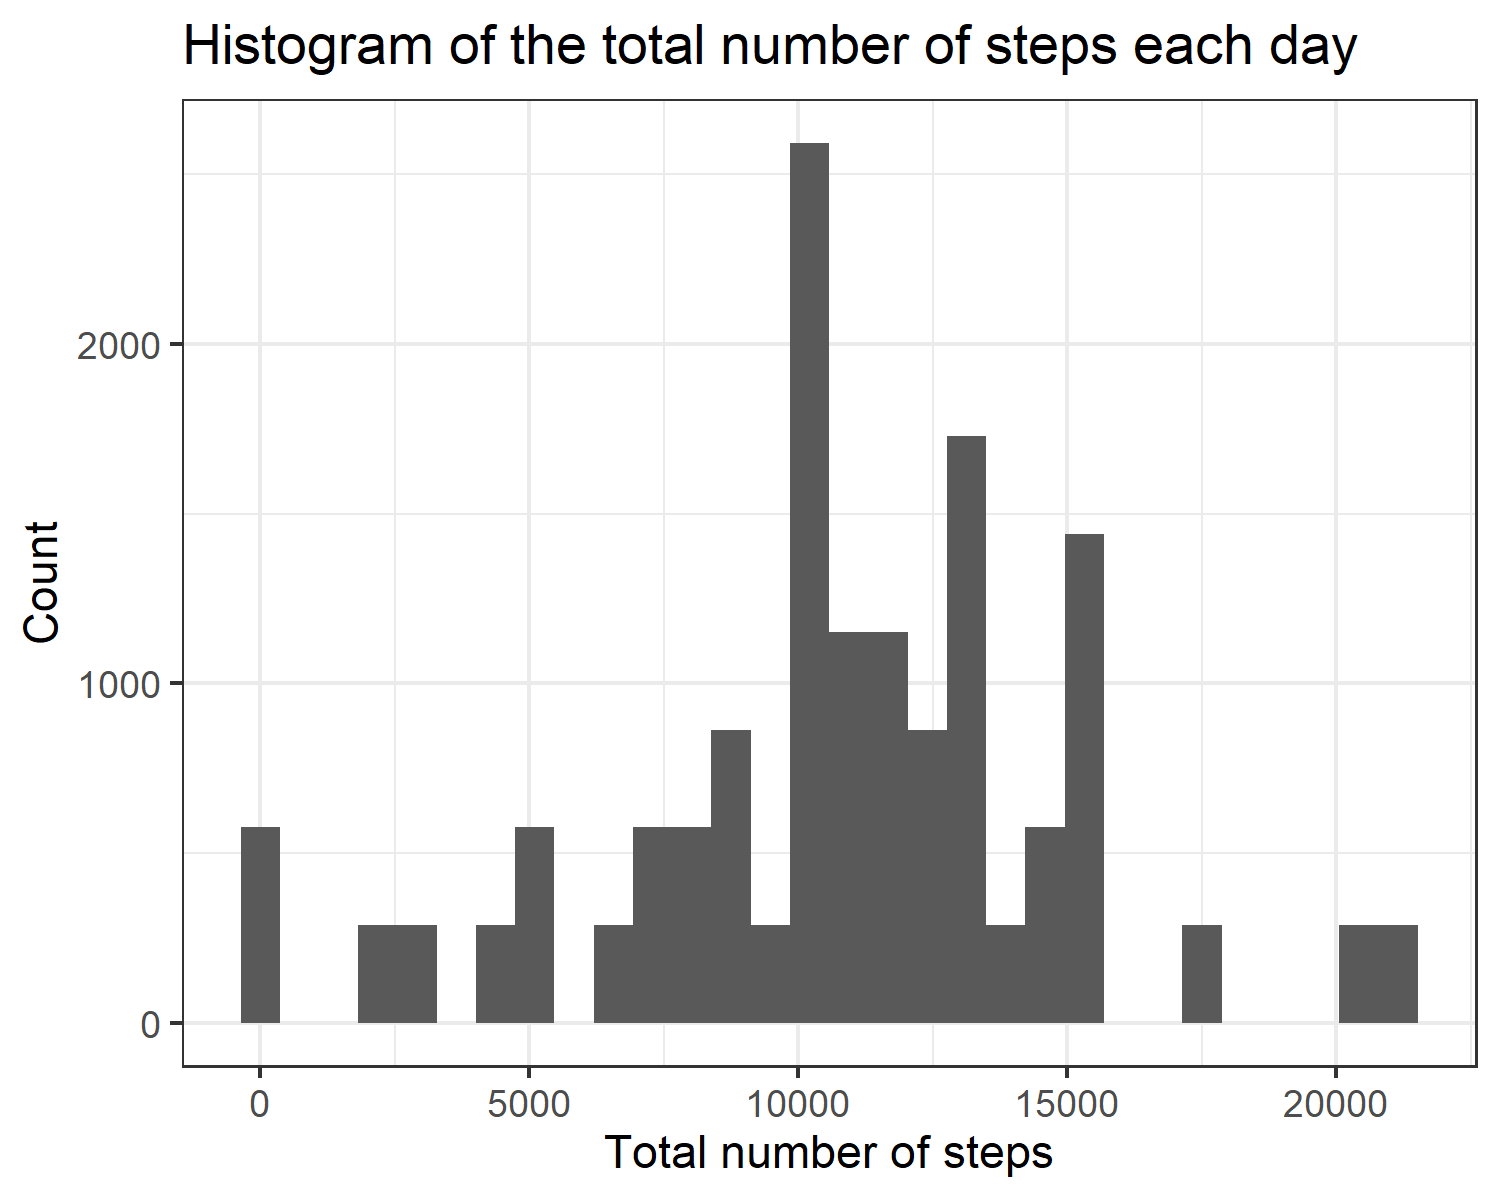 Histogram of the total number of steps each day
Count
2000
1000
0
0 5000 10000 15000 20000
Total number of steps